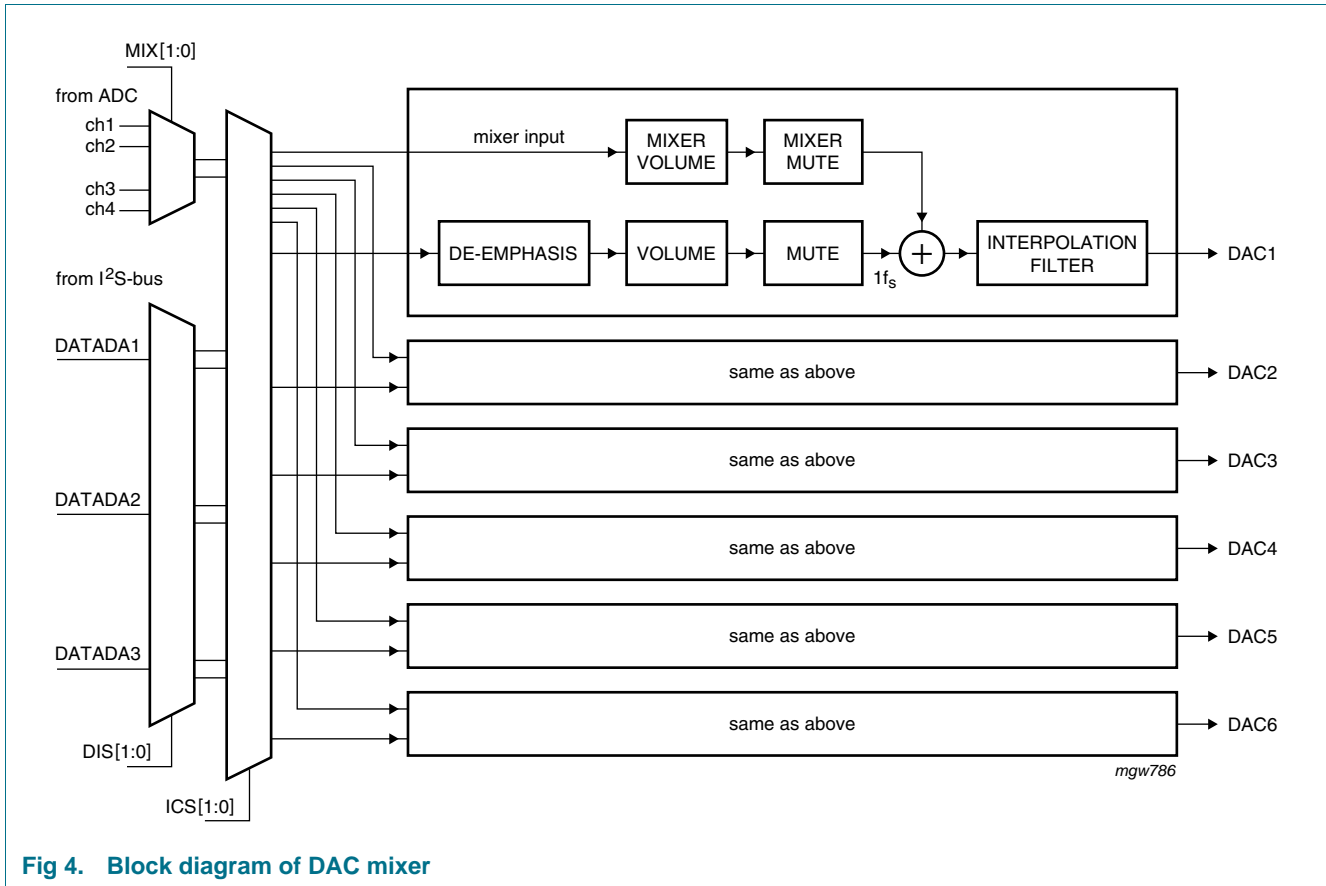 MIX[1:0]
from ADC
ch1
ch2
ch3
ch4
from I²S-bus
DATADA1
DATADA2
DATADA3
DIS[1:0]
ICS[1:0]
mixer input
MIXER
VOLUME
MIXER
MUTE
DE-EMPHASIS
VOLUME
MUTE
1fₛ
+
INTERPOLATION
FILTER
DAC1
same as above
DAC2
same as above
DAC3
same as above
DAC4
same as above
DAC5
same as above
DAC6
mgw786
Fig 4. Block diagram of DAC mixer